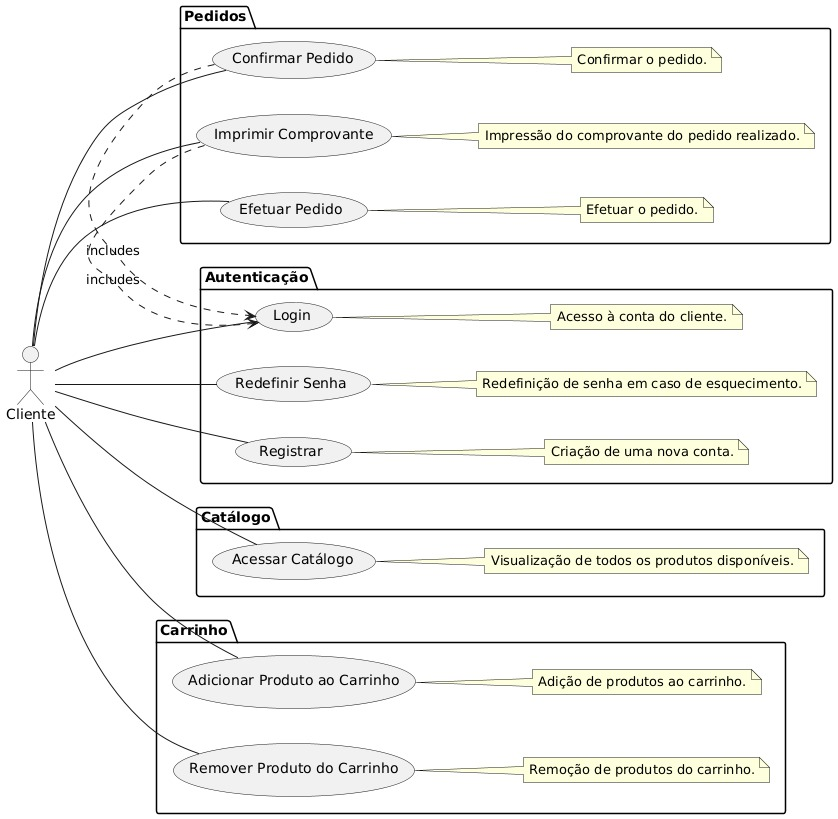 Pedidos
Confirmar Pedido
Confirmar o pedido.
Imprimir Comprovante
Impressão do comprovante do pedido realizado.
Efetuar Pedido
Efetuar o pedido.
includes
includes
Autenticação
Login
Acesso à conta do cliente.
Redefinir Senha
Redefinição de senha em caso de esquecimento.
Cliente
Registrar
Criação de uma nova conta.
Catálogo
Acessar Catálogo
Visualização de todos os produtos disponíveis.
Carrinho
Adicionar Produto ao Carrinho
Adição de produtos ao carrinho.
Remover Produto do Carrinho
Remoção de produtos do carrinho.